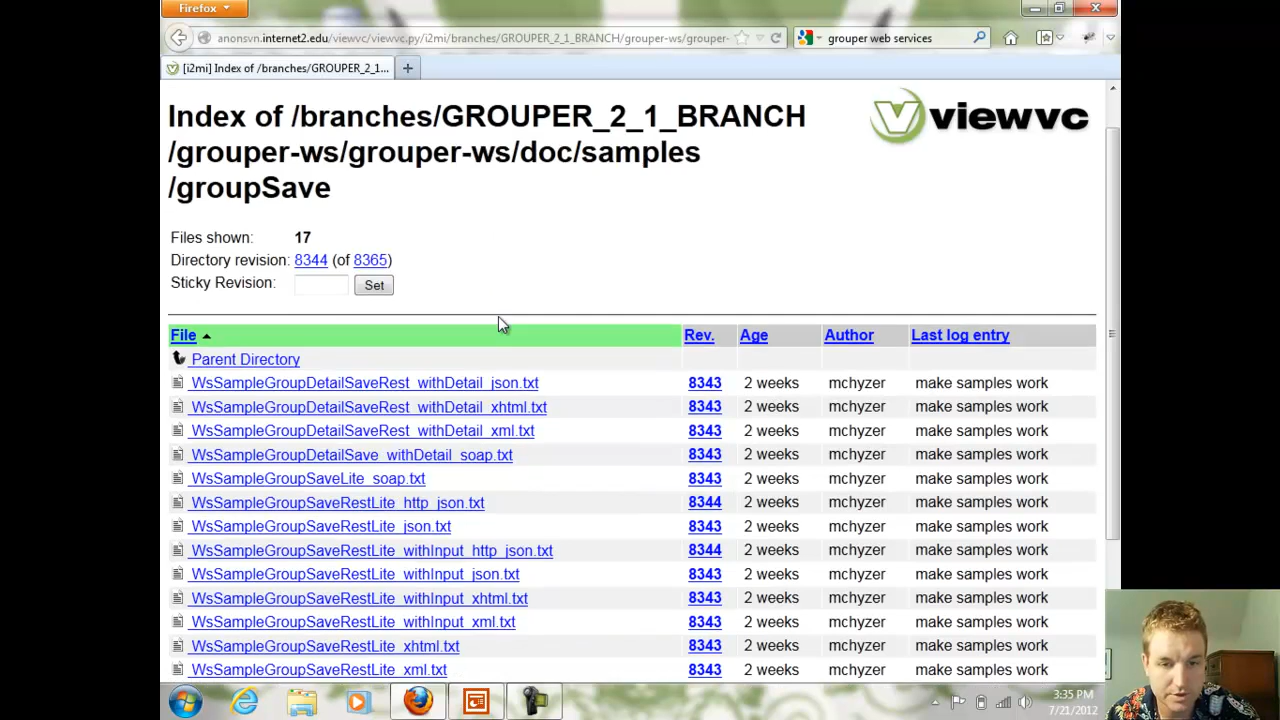 Firefox
anonsvn.internet2.edu/viewvc/viewvc.py/i2mi/branches/GROUPER_2_1_BRANCH/grouper-ws/grouper-
grouper web services
[i2mi] Index of /branches/GROUPER_2_1...
Index of /branches/GROUPER_2_1_BRANCH
/grouper-ws/grouper-ws/doc/samples
/groupSave
viewvc
Files shown: 17
Directory revision: 8344 (of 8365)
Sticky Revision: Set
File Rev. Age Author Last log entry
Parent Directory
WsSampleGroupDetailSaveRest_withDetail_json.txt 8343 2 weeks mchyzer make samples work
WsSampleGroupDetailSaveRest_withDetail_xhtml.txt 8343 2 weeks mchyzer make samples work
WsSampleGroupDetailSaveRest_withDetail_xml.txt 8343 2 weeks mchyzer make samples work
WsSampleGroupDetailSave_withDetail_soap.txt 8343 2 weeks mchyzer make samples work
WsSampleGroupSaveLite_soap.txt 8343 2 weeks mchyzer make samples work
WsSampleGroupSaveRestLite_http_json.txt 8344 2 weeks mchyzer make samples work
WsSampleGroupSaveRestLite_json.txt 8343 2 weeks mchyzer make samples work
WsSampleGroupSaveRestLite_withInput_http_json.txt 8344 2 weeks mchyzer make samples work
WsSampleGroupSaveRestLite_withInput_json.txt 8343 2 weeks mchyzer make samples work
WsSampleGroupSaveRestLite_withInput_xhtml.txt 8343 2 weeks mchyzer make samples work
WsSampleGroupSaveRestLite_withInput_xml.txt 8343 2 weeks mchyzer make samples work
WsSampleGroupSaveRestLite_xhtml.txt 8343 2 weeks mchyzer make samples work
WsSampleGroupSaveRestLite_xml.txt 8343 2 weeks mchyzer make samples work
3:35 PM
7/21/2012